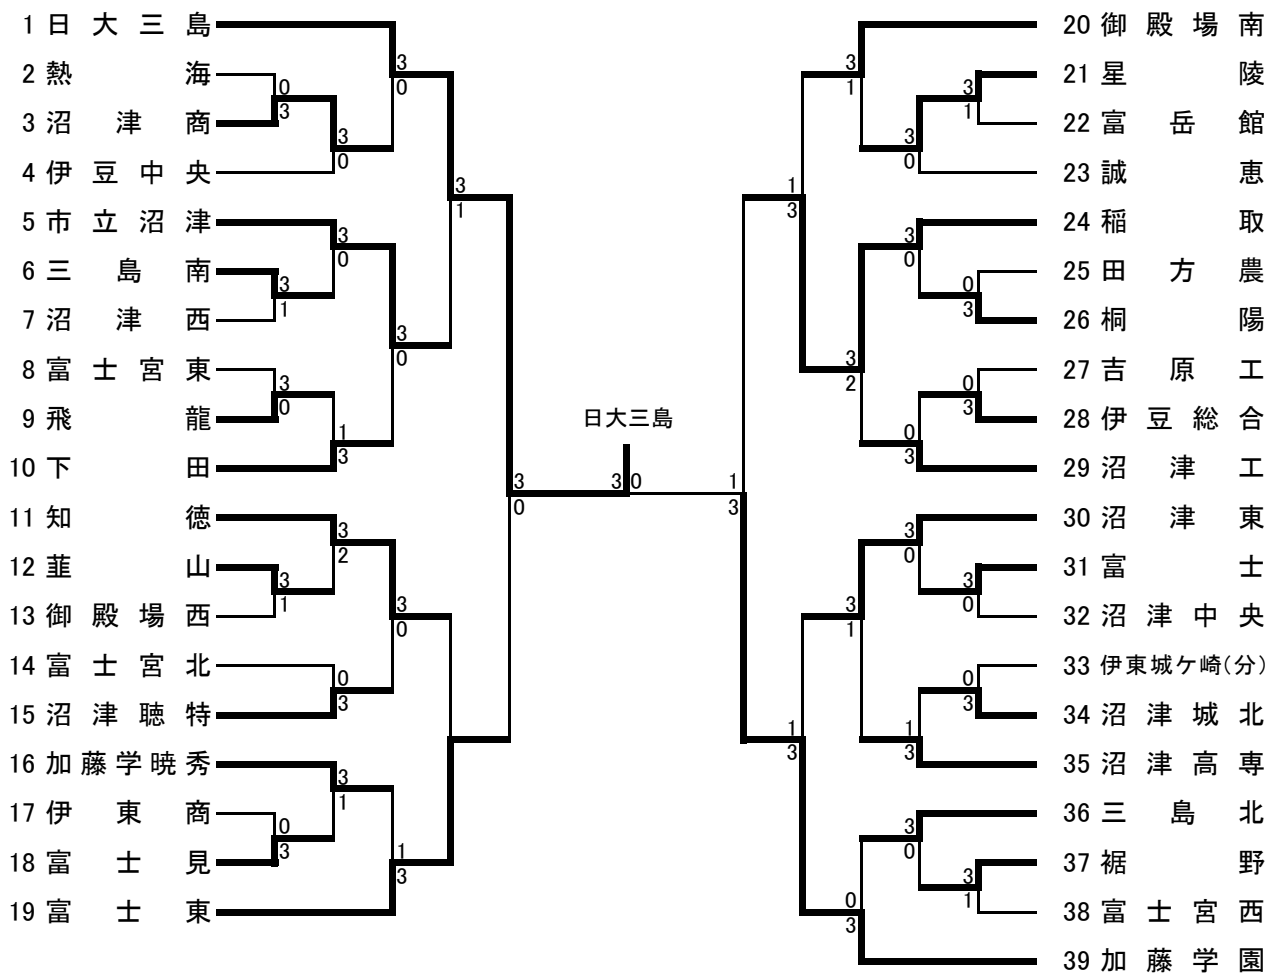 1 日大三島
2 熱海
3 沼津商
4 伊豆中央
5 市立沼津
6 三島南
7 沼津西
8 富士宮東
9 飛龍
10 下田
11 知徳
12 韮山
13 御殿場西
14 富士宮北
15 沼津聴特
16 加藤学暁秀
17 伊東商
18 富士見
19 富士東
3
0
0
3
3
0
3
1
3
0
3
1
3
0
3
0
1
3
3
0
3
2
3
1
3
0
0
3
3
1
0
3
1
3
日大三島
3 0
3
1
3
1
3
1
3
0
1
3
3
0
0
3
3
2
0
3
0
3
1
3
3
0
3
0
3
1
0
3
1
3
1
3
3
0
3
1
0
3
20 御殿場南
21 星陵
22 富岳館
23 誠恵
24 稲取
25 田方農
26 桐陽
27 吉原工
28 伊豆総合
29 沼津工
30 沼津東
31 富士
32 沼津中央
33 伊東城ケ崎(分)
34 沼津城北
35 沼津高専
36 三島北
37 裾野
38 富士宮西
39 加藤学園